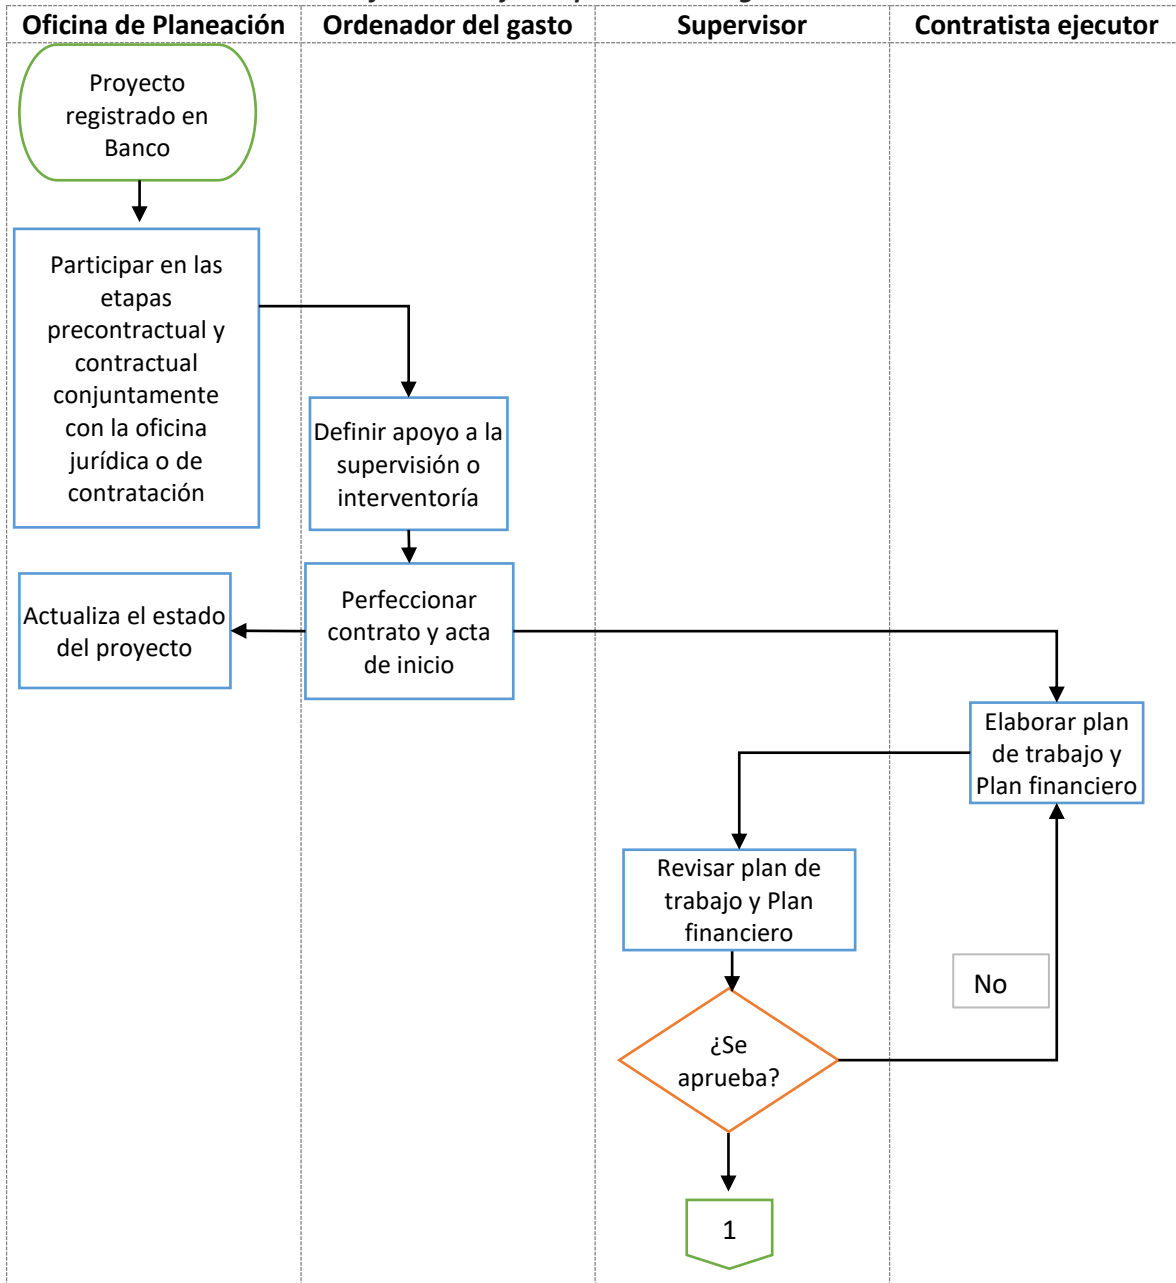 Oficina de Planeación
Ordenador del gasto
Supervisor
Contratista ejecutor
Proyecto
registrado en
Banco
Participar en las
etapas
precontractual y
contractual
conjuntamente
con la oficina
jurídica o de
contratación
Definir apoyo a la
supervisión o
interventoría
Actualiza el estado
del proyecto
Perfeccionar
contrato y acta
de inicio
Elaborar plan
de trabajo y
Plan financiero
Revisar plan de
trabajo y Plan
financiero
No
¿Se
aprueba?
1